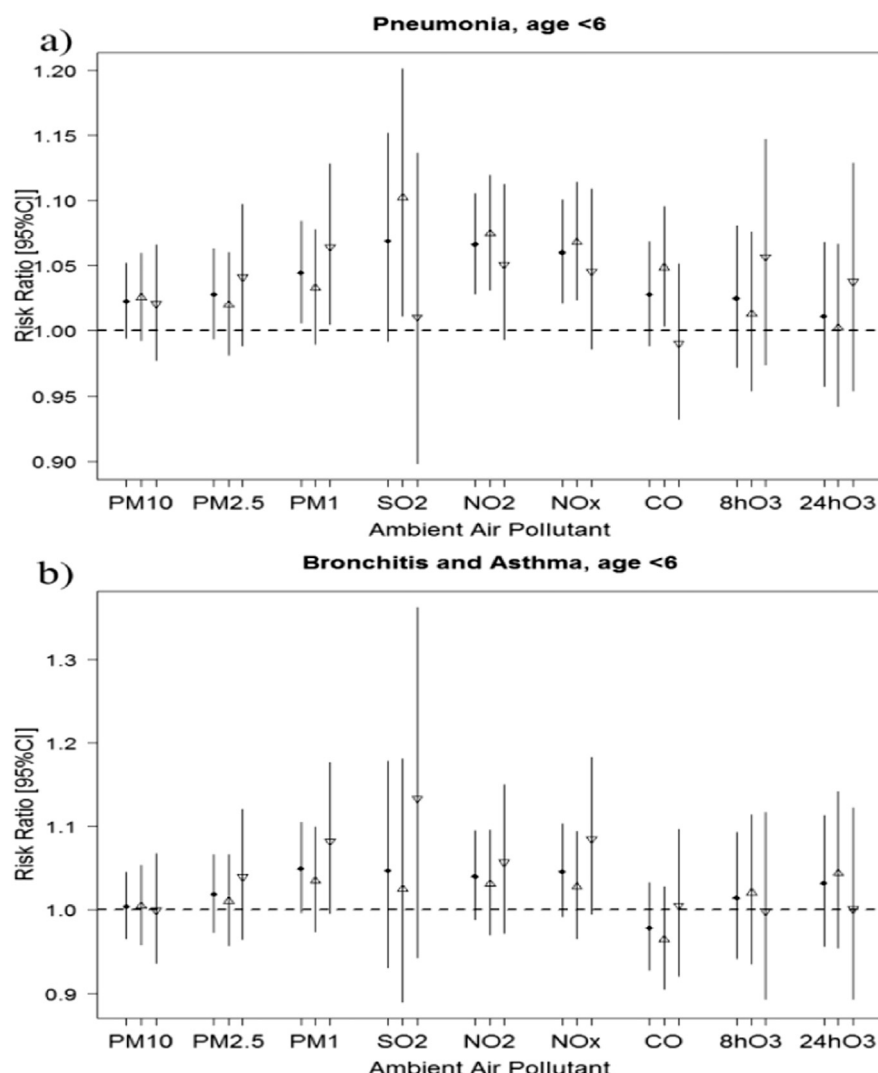 a)
Pneumonia, age <6
Risk Ratio [95%CI]
1.20
1.15
1.10
1.05
1.00
0.95
0.90
PM10 PM2.5 PM1 SO2 NO2 NOx CO 8hO3 24hO3
Ambient Air Pollutant
b)
Bronchitis and Asthma, age <6
Risk Ratio [95%CI]
1.3
1.2
1.1
1.0
0.9
PM10 PM2.5 PM1 SO2 NO2 NOx CO 8hO3 24hO3
Ambient Air Pollutant